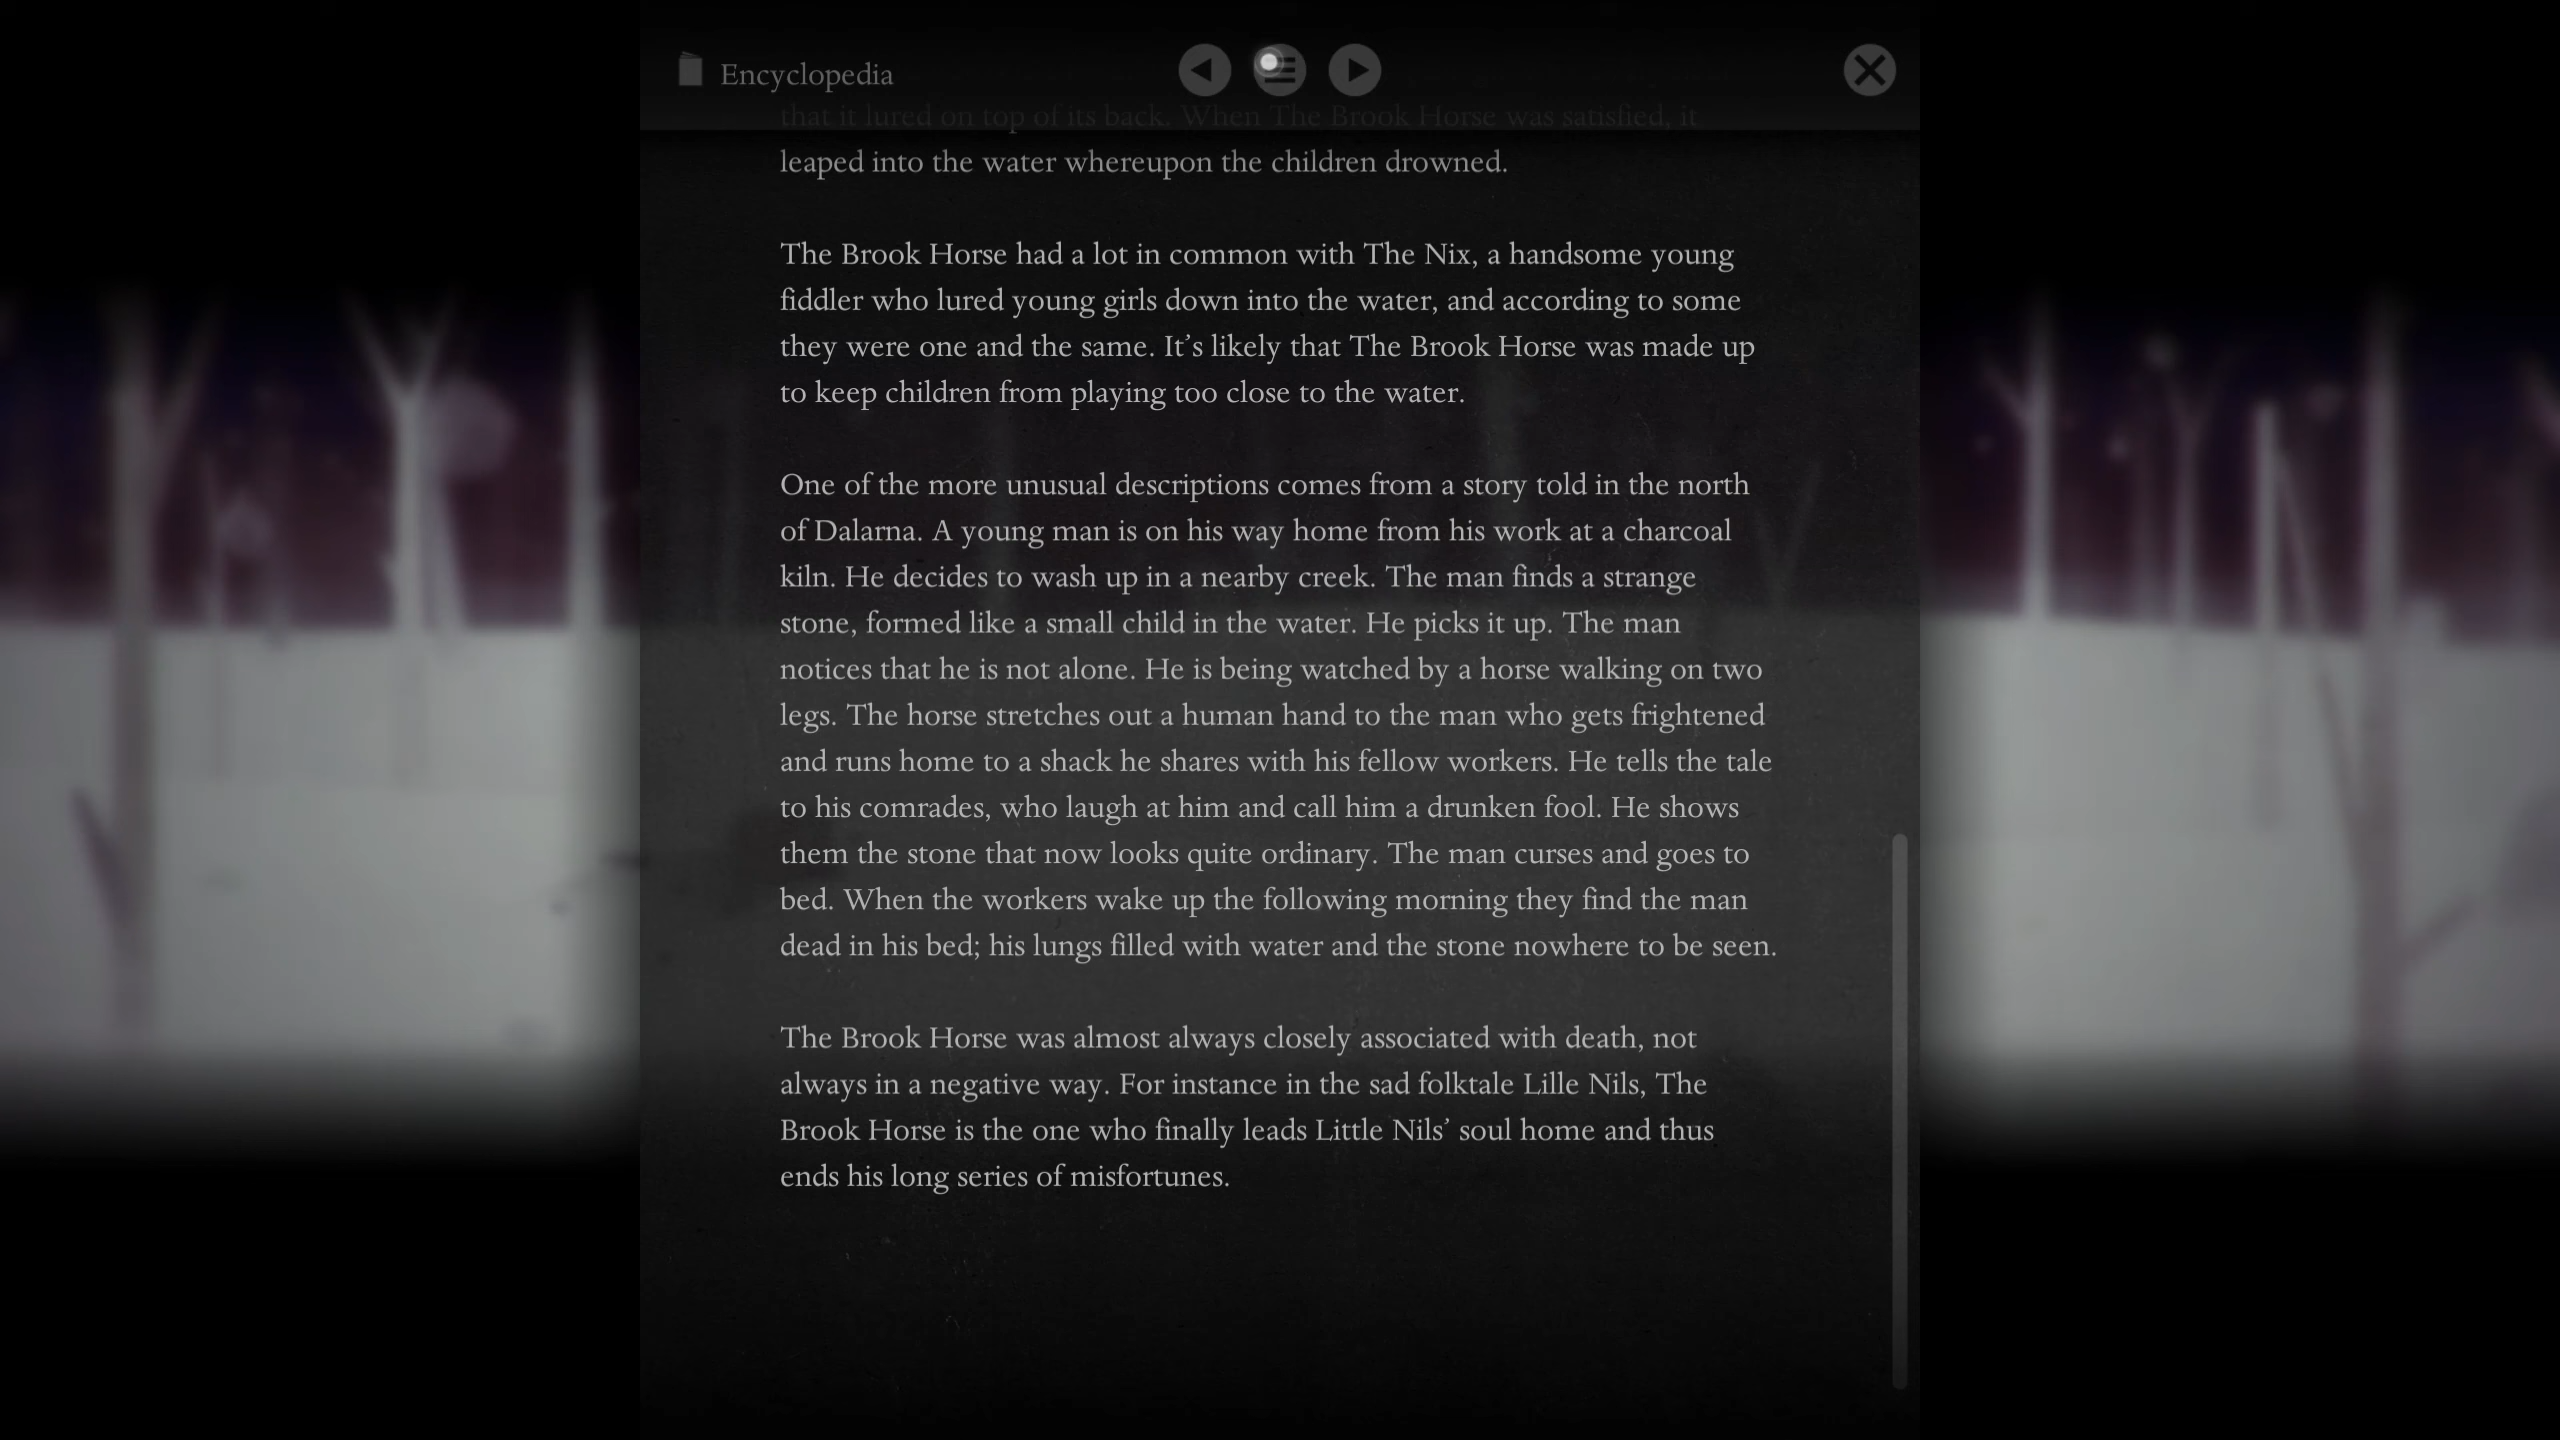 Encyclopedia
that it lured on top of its back. When The Brook Horse was satisfied, it
leaped into the water whereupon the children drowned.
The Brook Horse had a lot in common with The Nix, a handsome young
fiddler who lured young girls down into the water, and according to some
they were one and the same. It’s likely that The Brook Horse was made up
to keep children from playing too close to the water.
One of the more unusual descriptions comes from a story told in the north
of Dalarna. A young man is on his way home from his work at a charcoal
kiln. He decides to wash up in a nearby creek. The man finds a strange
stone, formed like a small child in the water. He picks it up. The man
notices that he is not alone. He is being watched by a horse walking on two
legs. The horse stretches out a human hand to the man who gets frightened
and runs home to a shack he shares with his fellow workers. He tells the tale
to his comrades, who laugh at him and call him a drunken fool. He shows
them the stone that now looks quite ordinary. The man curses and goes to
bed. When the workers wake up the following morning they find the man
dead in his bed; his lungs filled with water and the stone nowhere to be seen.
The Brook Horse was almost always closely associated with death, not
always in a negative way. For instance in the sad folktale Lille Nils, The
Brook Horse is the one who finally leads Little Nils’ soul home and thus
ends his long series of misfortunes.